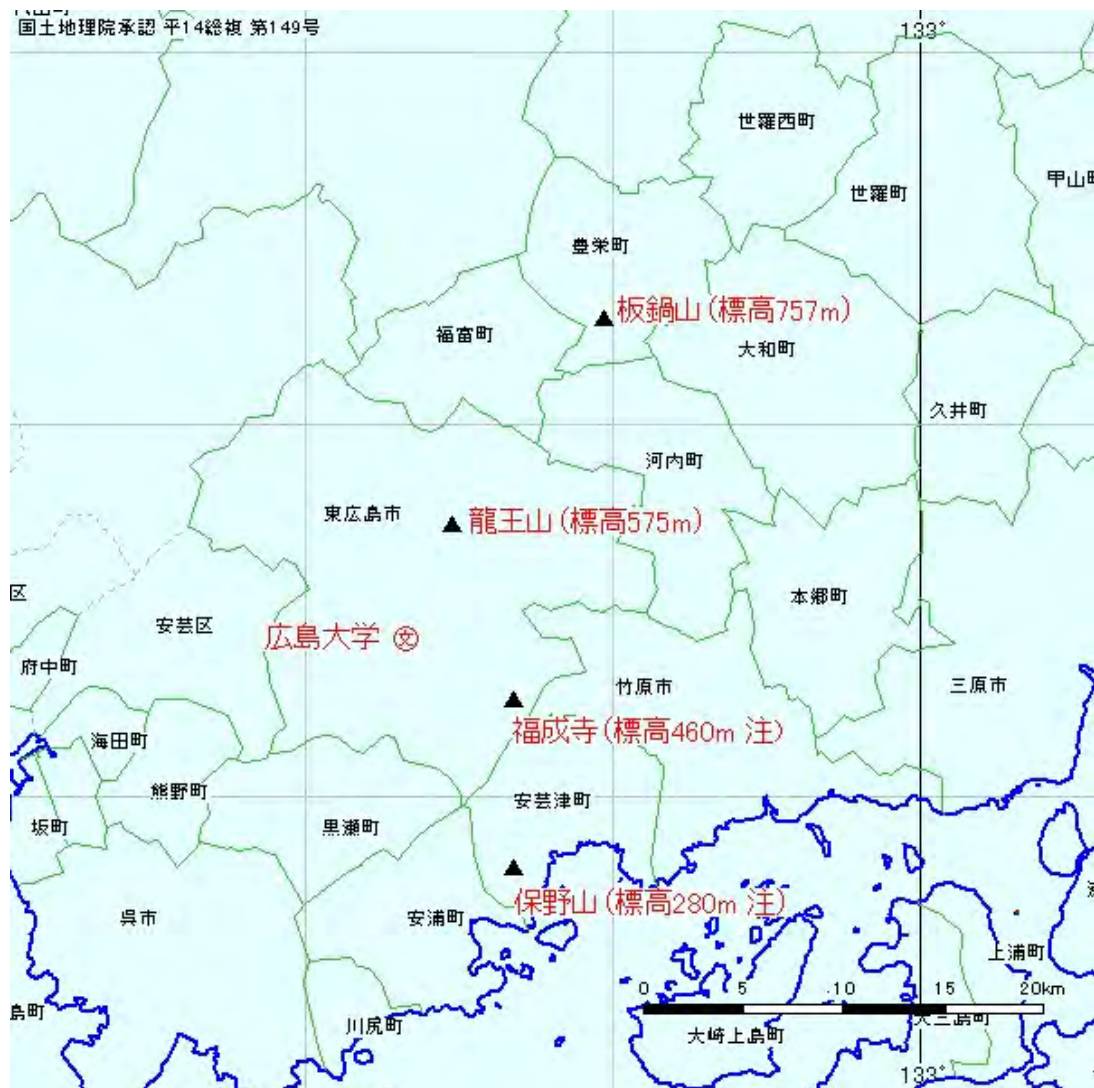 国土地理院承認 平14総複 第149号
133°
世羅西町
世羅町
甲山町
豊栄町
板鍋山 (標高757m)
福富町
大和町
久井町
河内町
東広島市
龍王山 (標高575m)
区
本郷町
安芸区
広島大学 文
府中町
竹原市
三原市
福成寺 (標高460m 注)
海田町
熊野町
安芸津町
坂町
黒瀬町
保野山 (標高280m 注)
呉市
安浦町
上浦町
0 5 10 15 20km
島町
川尻町
大崎上島町
大三島町
133°